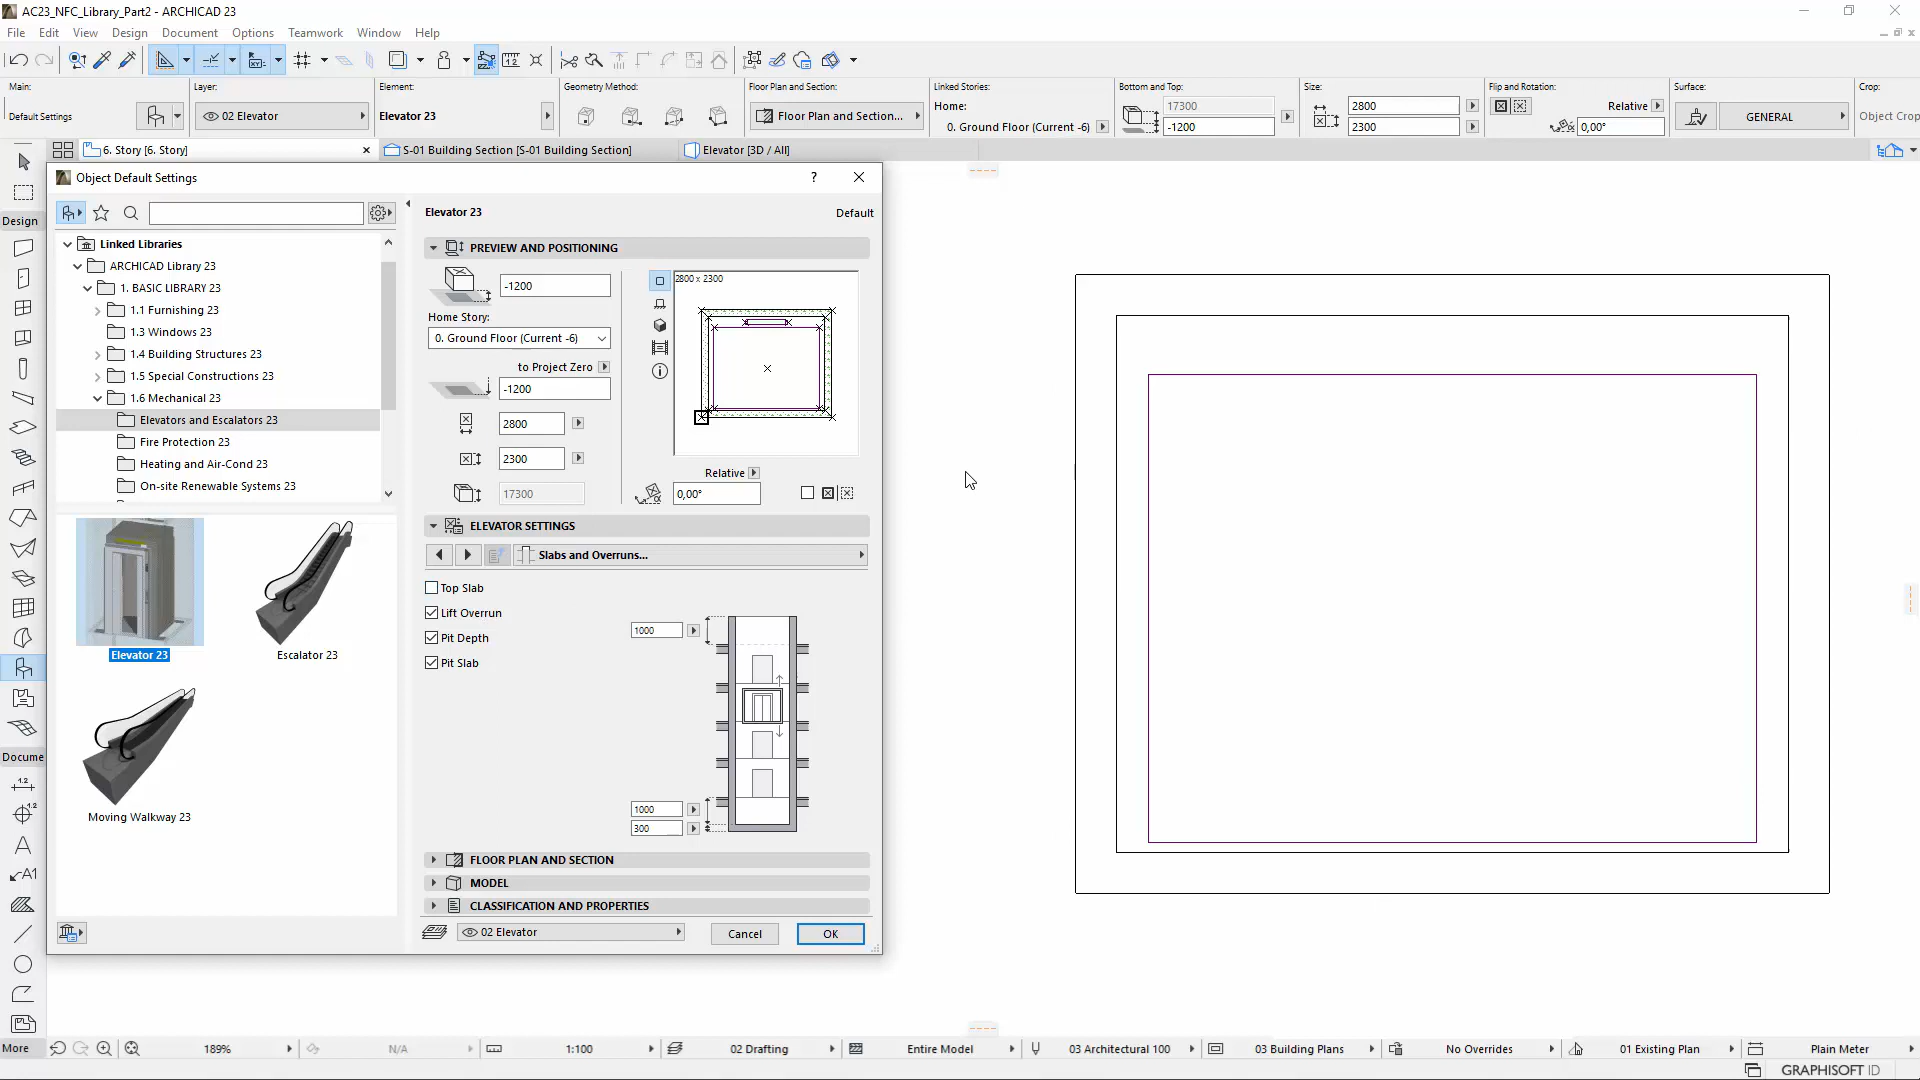 AC23_NFC_Library_Part2 - ARCHICAD 23
File Edit View Design Document Options Teamwork Window Help
Main:
Default Settings
Layer:
02 Elevator
Element:
Elevator 23
Geometry Method:
Floor Plan and Section:
Floor Plan and Section...
Linked Stories:
Home:
0. Ground Floor (Current -6)
Bottom and Top:
17300
-1200
Size:
2800
2300
Flip and Rotation:
Relative
0,00°
Surface:
GENERAL
Crop:
Object Crop
6. Story [6. Story]
S-01 Building Section [S-01 Building Section]
Elevator [3D / All]
Design
Docume
More
Object Default Settings
?
Linked Libraries
ARCHICAD Library 23
1. BASIC LIBRARY 23
1.1 Furnishing 23
1.3 Windows 23
1.4 Building Structures 23
1.5 Special Constructions 23
1.6 Mechanical 23
Elevators and Escalators 23
Fire Protection 23
Heating and Air-Cond 23
On-site Renewable Systems 23
Elevator 23
Escalator 23
Moving Walkway 23
Elevator 23
Default
PREVIEW AND POSITIONING
-1200
Home Story:
0. Ground Floor (Current -6)
to Project Zero
-1200
2800
2300
17300
2800 x 2300
Relative
0,00°
ELEVATOR SETTINGS
Slabs and Overruns...
Top Slab
Lift Overrun
Pit Depth
Pit Slab
1000
1000
300
FLOOR PLAN AND SECTION
MODEL
CLASSIFICATION AND PROPERTIES
02 Elevator
Cancel
OK
1.2
1.2
A
A1
12
189%
N/A
1:100
02 Drafting
Entire Model
03 Architectural 100
03 Building Plans
No Overrides
01 Existing Plan
Plain Meter
GRAPHISOFT ID